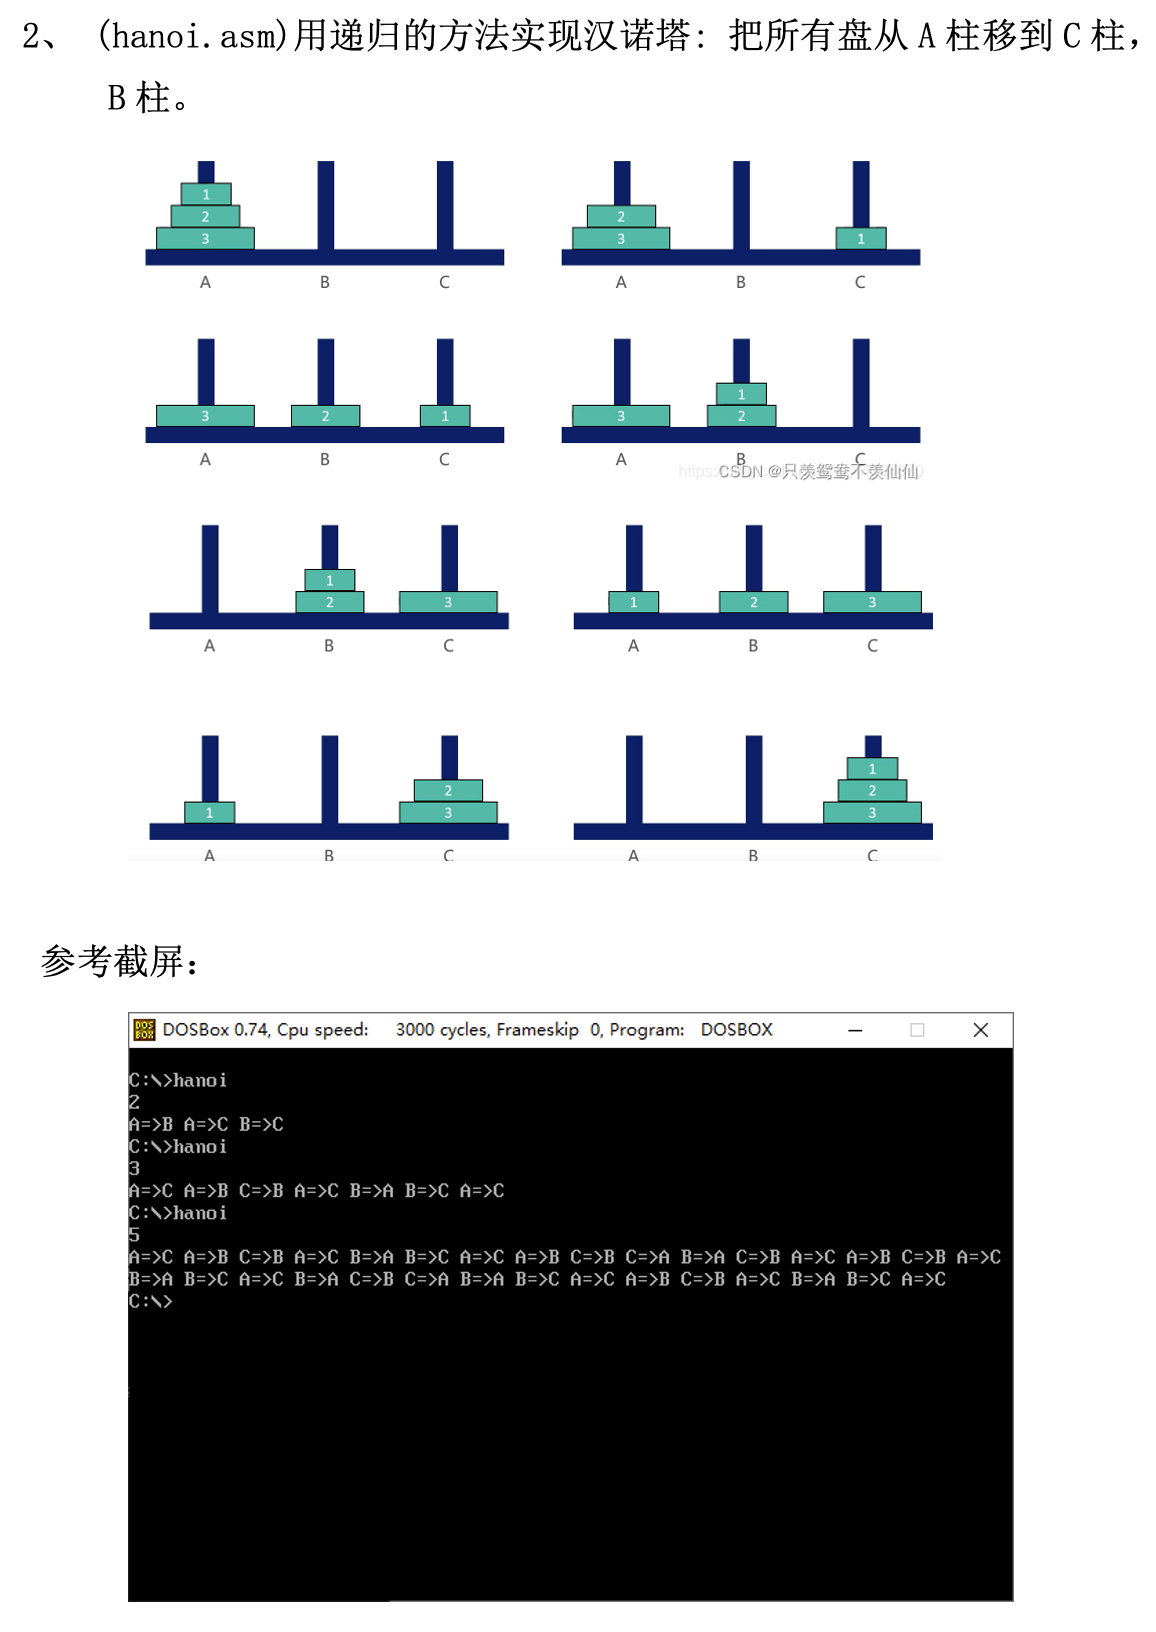 2、 (hanoi.asm)用递归的方法实现汉诺塔: 把所有盘从 A 柱移到 C 柱,
B 柱。
1
2 2
3 3 1
A B C A B C
1
3 2 1 3 2
A B C A B C
https: CSDN @只羡鸳鸯不羡仙仙
1
2 3 1 2 3
A B C A B C
1
2 2
1 3 3
A B C A B C
参考截屏:
DOSBox 0.74, Cpu speed: 3000 cycles, Frameskip 0, Program: DOSBOX
C:\>hanoi
2
A=>B A=>C B=>C
C:\>hanoi
3
A=>C A=>B C=>B A=>C B=>A B=>C A=>C
C:\>hanoi
5
A=>C A=>B C=>B A=>C B=>A B=>C A=>C A=>B C=>B C=>A B=>A C=>B A=>C A=>B C=>B A=>C
B=>A B=>C A=>C B=>A C=>B C=>A B=>A B=>C A=>C A=>B C=>B A=>C B=>A B=>C A=>C
C:\>